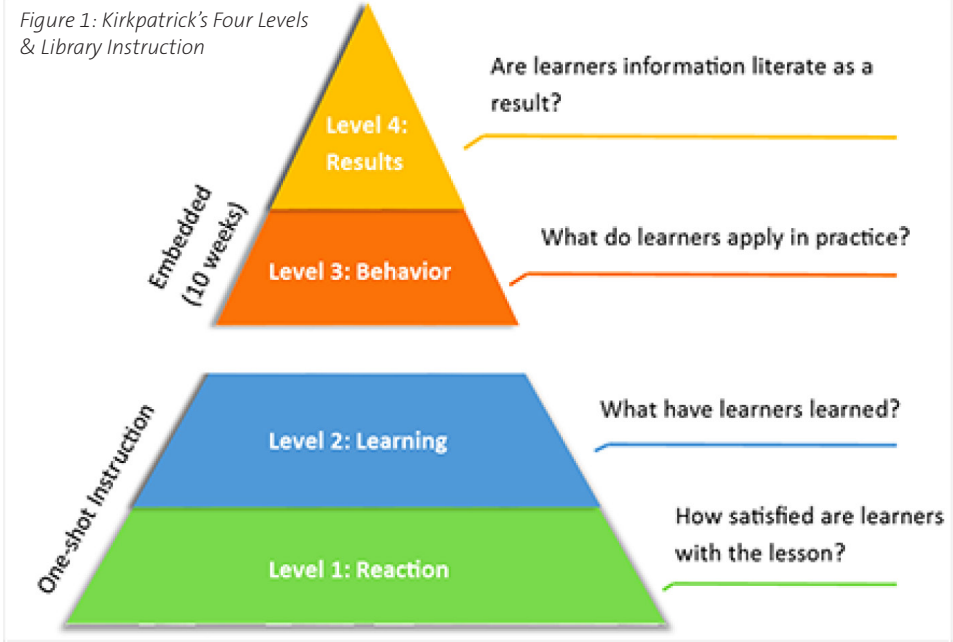 Figure 1: Kirkpatrick's Four Levels
& Library Instruction
Are learners information literate as a
result?
Level 4:
Results
Embedded
(10 weeks)
What do learners apply in practice?
Level 3: Behavior
One-shot Instruction
What have learners learned?
Level 2: Learning
How satisfied are learners
with the lesson?
Level 1: Reaction